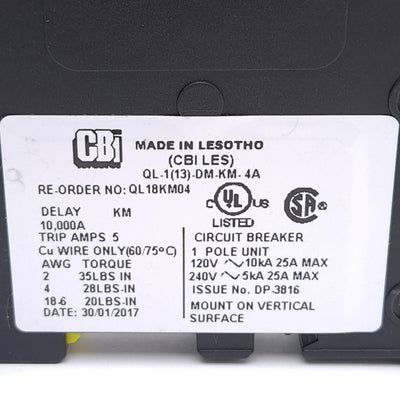 CBi
MADE IN LESOTHO
(CBI LES)
QL-1(13)-DM-KM- 4A
RE-ORDER NO: QL18KM04
DELAY KM
10,000A
TRIP AMPS 5
Cu WIRE ONLY(60/75°C)
AWG TORQUE
2 35LBS IN
4 28LBS-IN
18-6 20LBS-IN
DATE: 30/01/2017
C UL US
LISTED
SA
CIRCUIT BREAKER
1 POLE UNIT
120V ~ 10kA 25A MAX
240V ~ 5kA 25A MAX
ISSUE No. DP-3816
MOUNT ON VERTICAL
SURFACE